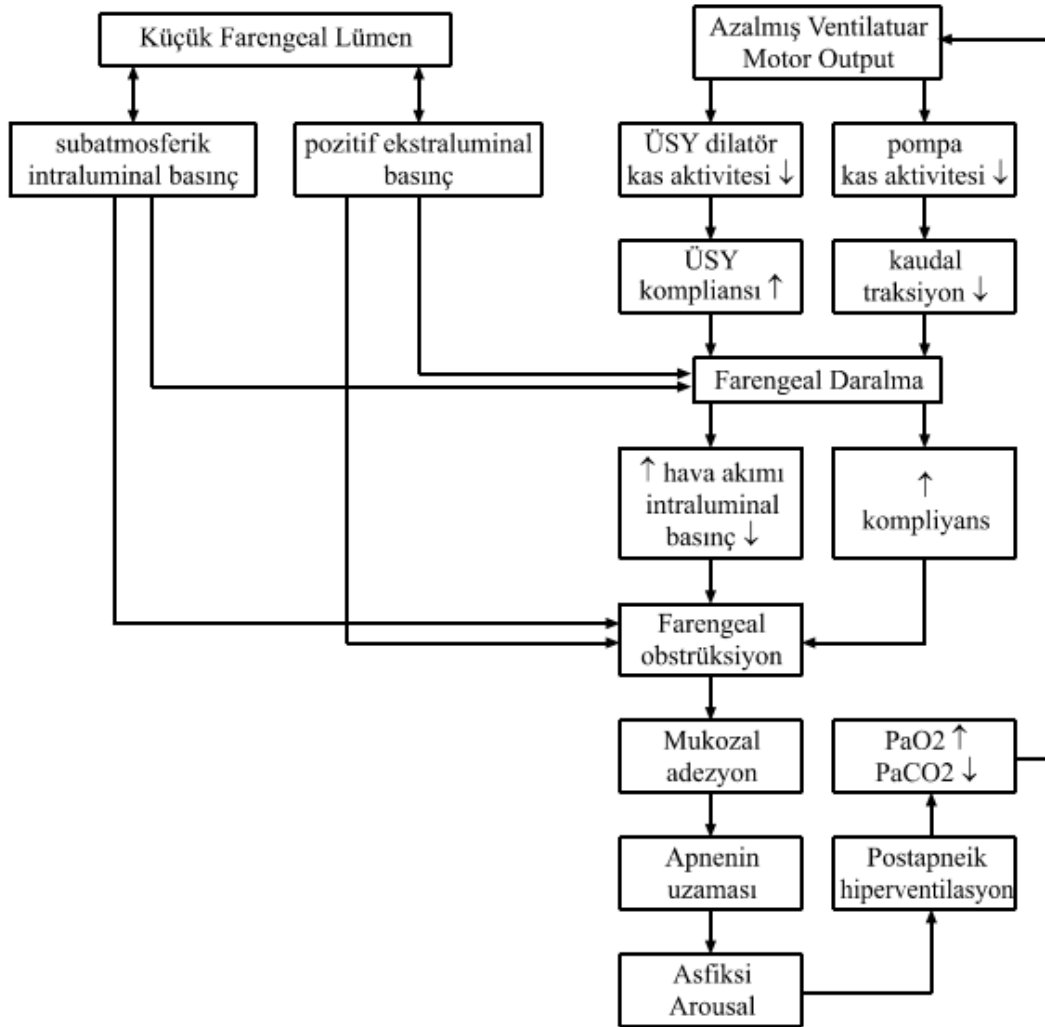 Küçük Farengeal Lümen
Azalmış Ventilatuar
Motor Output
subatmosferik
intraluminal basınç
pozitif ekstraluminal
basınç
ÜSY dilatör
kas aktivitesi ↓
pompa
kas aktivitesi ↓
ÜSY
kompliansı ↑
kaudal
traksiyon ↓
Farengeal Daralma
↑ hava akımı
intraluminal
basınç ↓
↑
kompliyans
Farengeal
obstrüksiyon
Mukozal
adezyon
PaO2 ↑
PaCO2 ↓
Apnenin
uzaması
Postapneik
hiperventilasyon
Asfiksi
Arousal